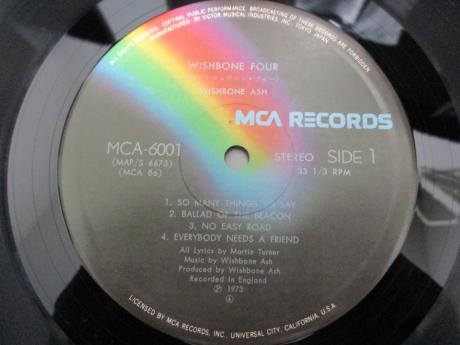 ALL RIGHTS RESERVED. COPYING, PUBLIC PERFORMANCE, BROADCASTING OF THESE RECORDS ARE FORBIDDEN
MANUFACTURED BY VICTOR MUSICAL INDUSTRIES, INC. TOKYO, JAPAN
WISHBONE FOUR
WISHBONE ASH
MCA RECORDS
MCA-6001
(MAP/S 6673)
(MCA 86)
STEREO SIDE 1
33 1/3 RPM
1. SO MANY THINGS TO SAY
2. BALLAD OF THE BEACON
3. NO EASY ROAD
4. EVERYBODY NEEDS A FRIEND
All Lyrics by Martin Turner
Music by Wishbone Ash
Produced by Wishbone Ash
Recorded in England
Ⓟ 1973
LICENSED BY MCA RECORDS, INC., UNIVERSAL CITY, CALIFORNIA, U.S.A.